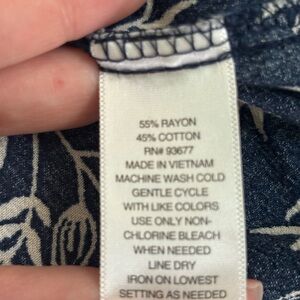 55% RAYON
45% COTTON
RN# 93677
MADE IN VIETNAM
MACHINE WASH COLD
GENTLE CYCLE
WITH LIKE COLORS
USE ONLY NON-
CHLORINE BLEACH
WHEN NEEDED
LINE DRY
IRON ON LOWEST
SETTING AS NEEDED